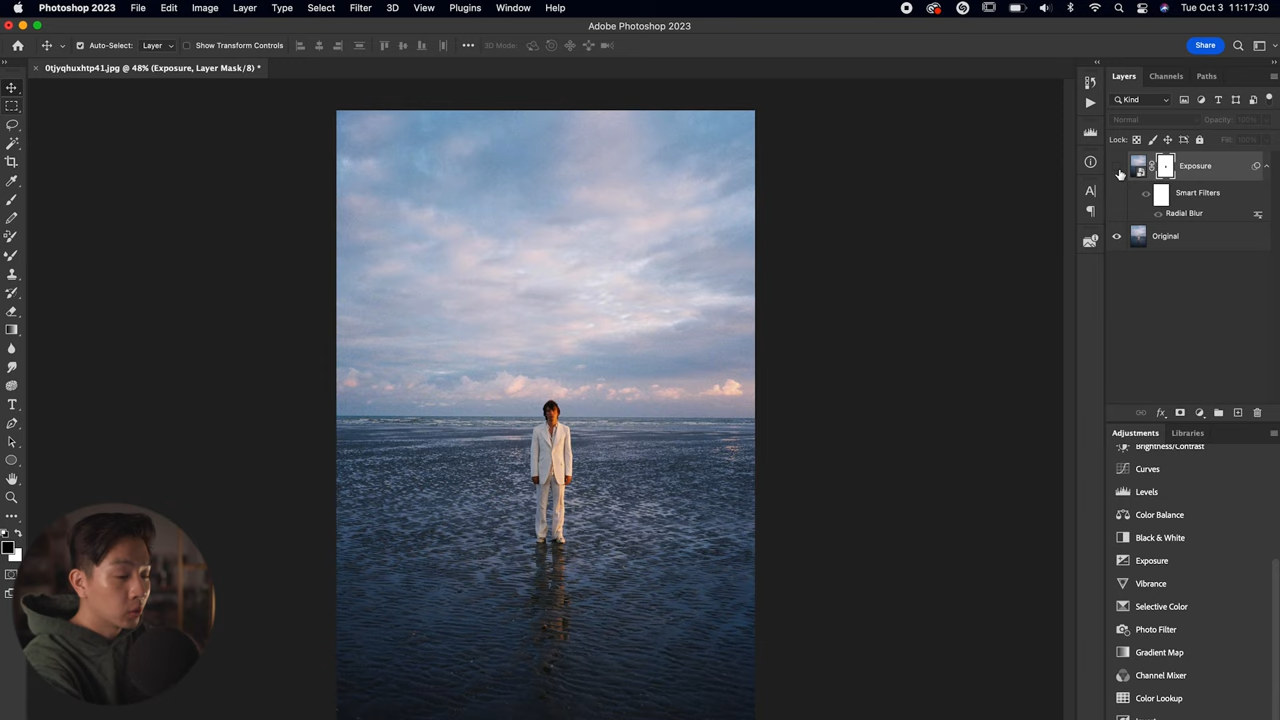 Photoshop 2023 File Edit Image Layer Type Select Filter 3D View Plugins Window Help Tue Oct 3 11:17:30
Adobe Photoshop 2023
Auto-Select: Layer Show Transform Controls 3D Mode: Share
0tjyqhuxhtp41.jpg @ 48% (Exposure, Layer Mask/8) *
Layers Channels Paths
Kind
Normal Opacity: 100%
Lock: Fill: 100%
Exposure
Smart Filters
Radial Blur
Original
fx
Adjustments Libraries
Brightness/Contrast
Curves
Levels
Color Balance
Black & White
Exposure
Vibrance
Selective Color
Photo Filter
Gradient Map
Channel Mixer
Color Lookup